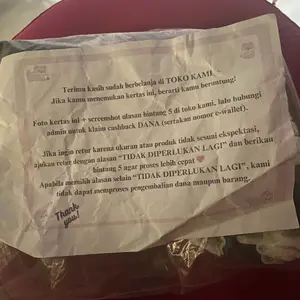 Terima kasih sudah berbelanja di TOKO KAMI.
Jika kamu menemukan kertas ini, berarti kamu beruntung!
Foto kertas ini + screenshot ulasan bintang 5 di toko kami, lalu hubungi
admin untuk klaim cashback DANA (sertakan nomor e-wallet).
Jika ingin retur karena ukuran atau produk tidak sesuai ekspektasi,
ajukan retur dengan alasan “TIDAK DIPERLUKAN LAGI” dan berikan
bintang 5 agar proses lebih cepat ❤
Apabila memilih alasan selain “TIDAK DIPERLUKAN LAGI”, kami
tidak dapat memproses pengembalian dana maupun barang.
Thank
you!